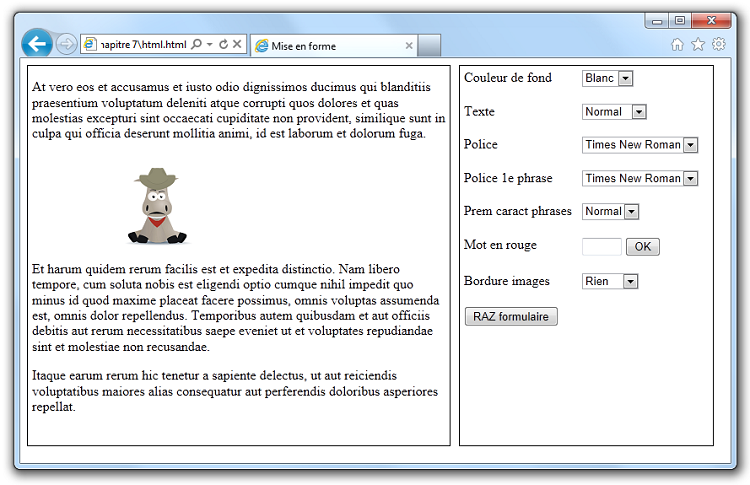 hapitre 7\html.html
Mise en forme
At vero eos et accusamus et iusto odio dignissimos ducimus qui blanditiis
praesentium voluptatum deleniti atque corrupti quos dolores et quas
molestias excepturi sint occaecati cupiditate non provident, similique sunt in
culpa qui officia deserunt mollitia animi, id est laborum et dolorum fuga.
Et harum quidem rerum facilis est et expedita distinctio. Nam libero
tempore, cum soluta nobis est eligendi optio cumque nihil impedit quo
minus id quod maxime placeat facere possimus, omnis voluptas assumenda
est, omnis dolor repellendus. Temporibus autem quibusdam et aut officiis
debitis aut rerum necessitatibus saepe eveniet ut et voluptates repudiandae
sint et molestiae non recusandae.
Itaque earum rerum hic tenetur a sapiente delectus, ut aut reiciendis
voluptatibus maiores alias consequatur aut perferendis doloribus asperiores
repellat.
Couleur de fond Blanc
Texte Normal
Police Times New Roman
Police 1e phrase Times New Roman
Prem caract phrases Normal
Mot en rouge OK
Bordure images Rien
RAZ formulaire